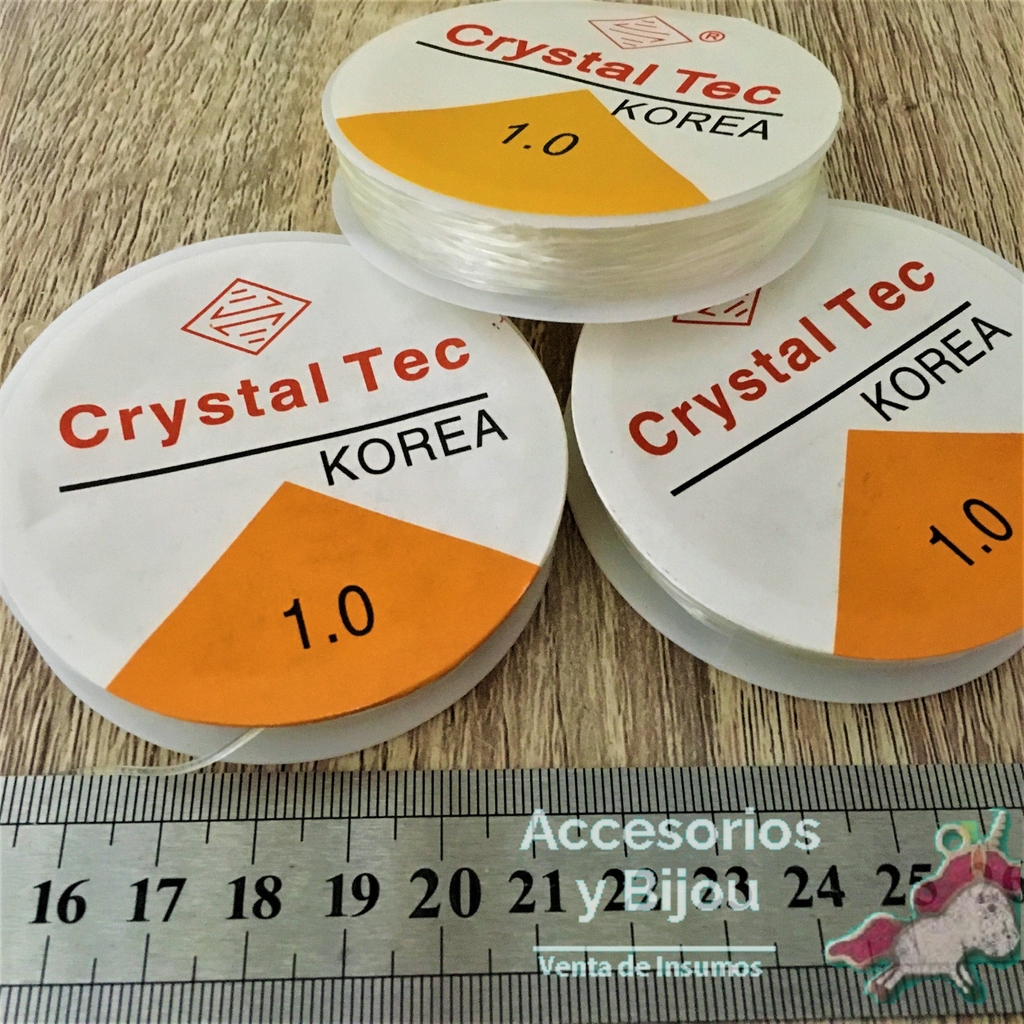 Crystal Tec ®
KOREA
1.0
Crystal Tec
KOREA
1.0
Crystal Tec
KOREA
1.0
16 17 18 19 20 21 22 23 24 25
Accesorios
y Bijou
Venta de Insumos